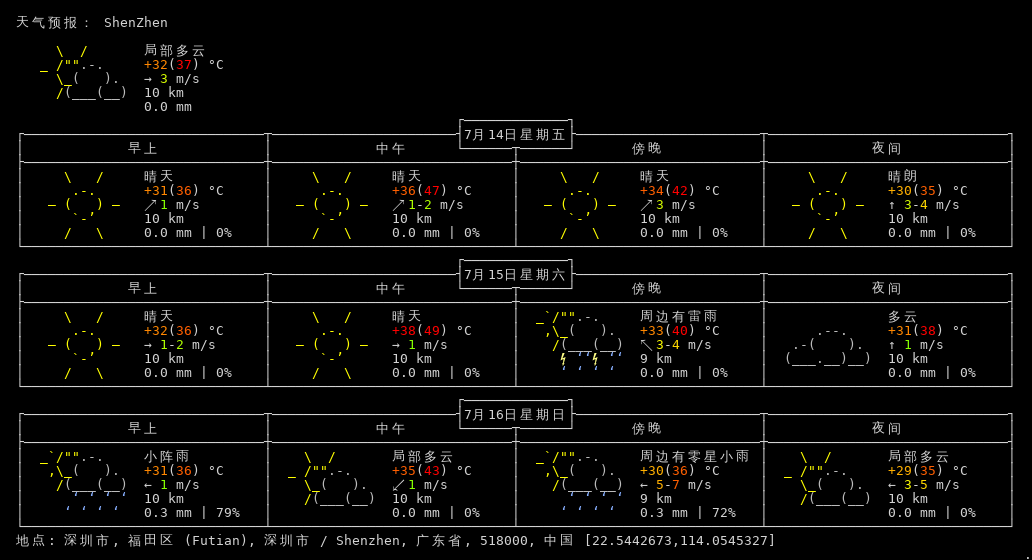 天气预报： ShenZhen
局部多云
+32(37) °C
→ 3 m/s
10 km
0.0 mm
7月14日星期五
早上 中午 傍晚 夜间
晴天 晴天 晴天 晴朗
+31(36) °C +36(47) °C +34(42) °C +30(35) °C
↗ 1 m/s ↗ 1-2 m/s ↗ 3 m/s ↑ 3-4 m/s
10 km 10 km 10 km 10 km
0.0 mm | 0% 0.0 mm | 0% 0.0 mm | 0% 0.0 mm | 0%
7月15日星期六
早上 中午 傍晚 夜间
晴天 晴天 周边有雷雨 多云
+32(36) °C +38(49) °C +33(40) °C +31(38) °C
→ 1-2 m/s → 1 m/s ↖ 3-4 m/s ↑ 1 m/s
10 km 10 km 9 km 10 km
0.0 mm | 0% 0.0 mm | 0% 0.0 mm | 0% 0.0 mm | 0%
7月16日星期日
早上 中午 傍晚 夜间
小阵雨 局部多云 周边有零星小雨 局部多云
+31(36) °C +35(43) °C +30(36) °C +29(35) °C
← 1 m/s ↙ 1 m/s ← 5-7 m/s ← 3-5 m/s
10 km 10 km 9 km 10 km
0.3 mm | 79% 0.0 mm | 0% 0.3 mm | 72% 0.0 mm | 0%
地点: 深圳市, 福田区 (Futian), 深圳市 / Shenzhen, 广东省, 518000, 中国 [22.5442673,114.0545327]